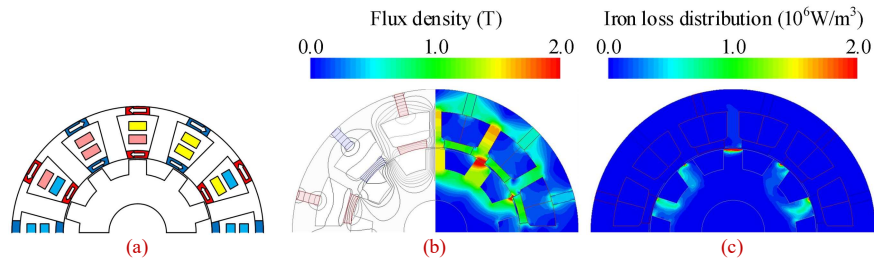 Flux density (T)
0.0 1.0 2.0
Iron loss distribution (10⁶W/m³)
0.0 1.0 2.0
(a)
(b)
(c)